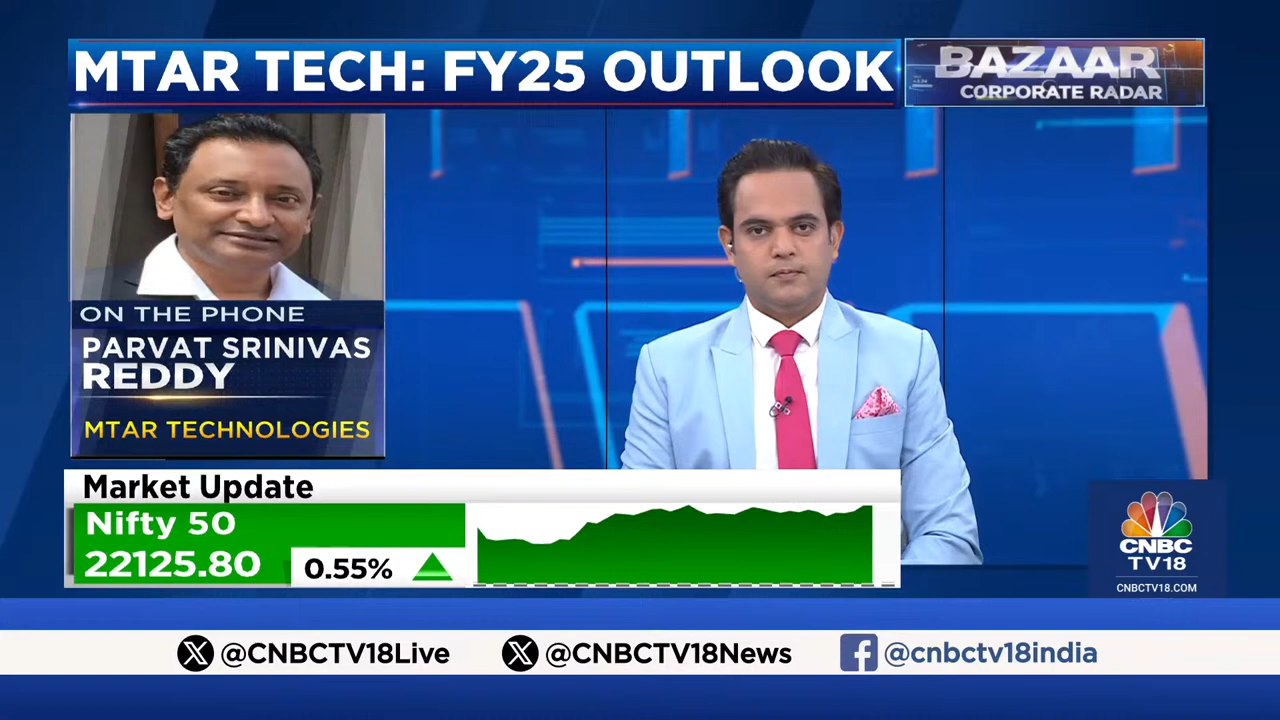 MTAR TECH: FY25 OUTLOOK
BAZAAR
CORPORATE RADAR
ON THE PHONE
PARVAT SRINIVAS
REDDY
MTAR TECHNOLOGIES
Market Update
Nifty 50
22125.80
0.55%
CNBC
TV18
CNBCTV18.COM
@CNBCTV18Live
@CNBCTV18News
@cnbctv18india